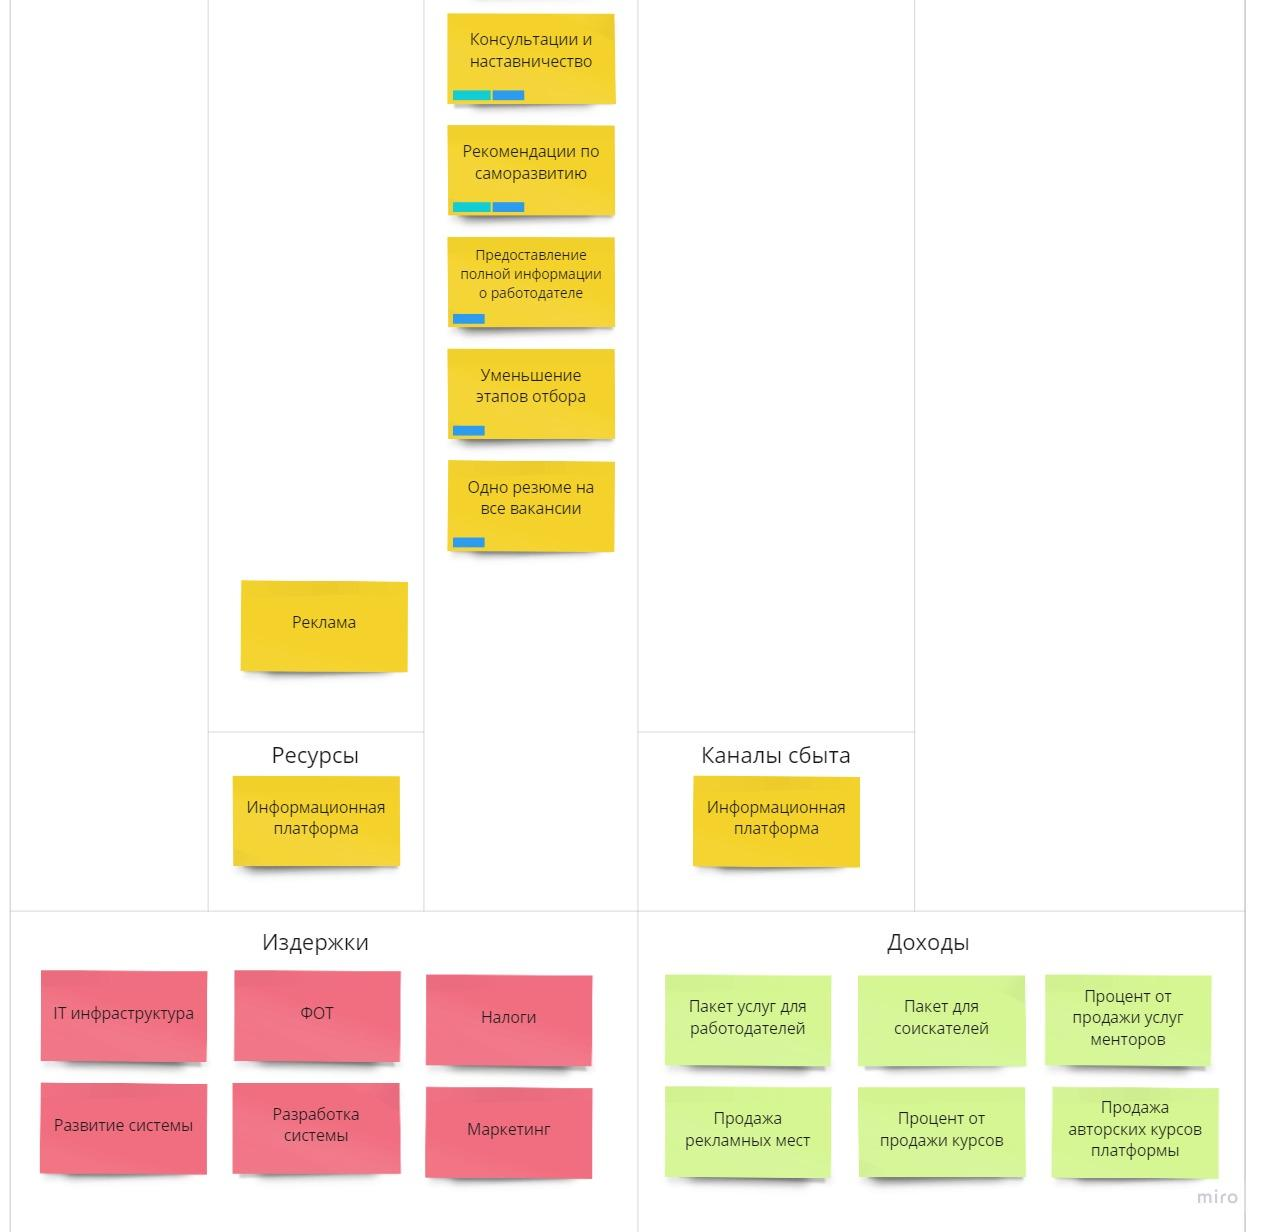 Консультации и
наставничество
Рекомендации по
саморазвитию
Предоставление
полной информации
о работодателе
Уменьшение
этапов отбора
Одно резюме на
все вакансии
Реклама
Ресурсы
Информационная
платформа
Каналы сбыта
Информационная
платформа
Издержки
IT инфраструктура
ФОТ
Налоги
Развитие системы
Разработка
системы
Маркетинг
Доходы
Пакет услуг для
работодателей
Пакет для
соискателей
Процент от
продажи услуг
менторов
Продажа
рекламных мест
Процент от
продажи курсов
Продажа
авторских курсов
платформы
miro